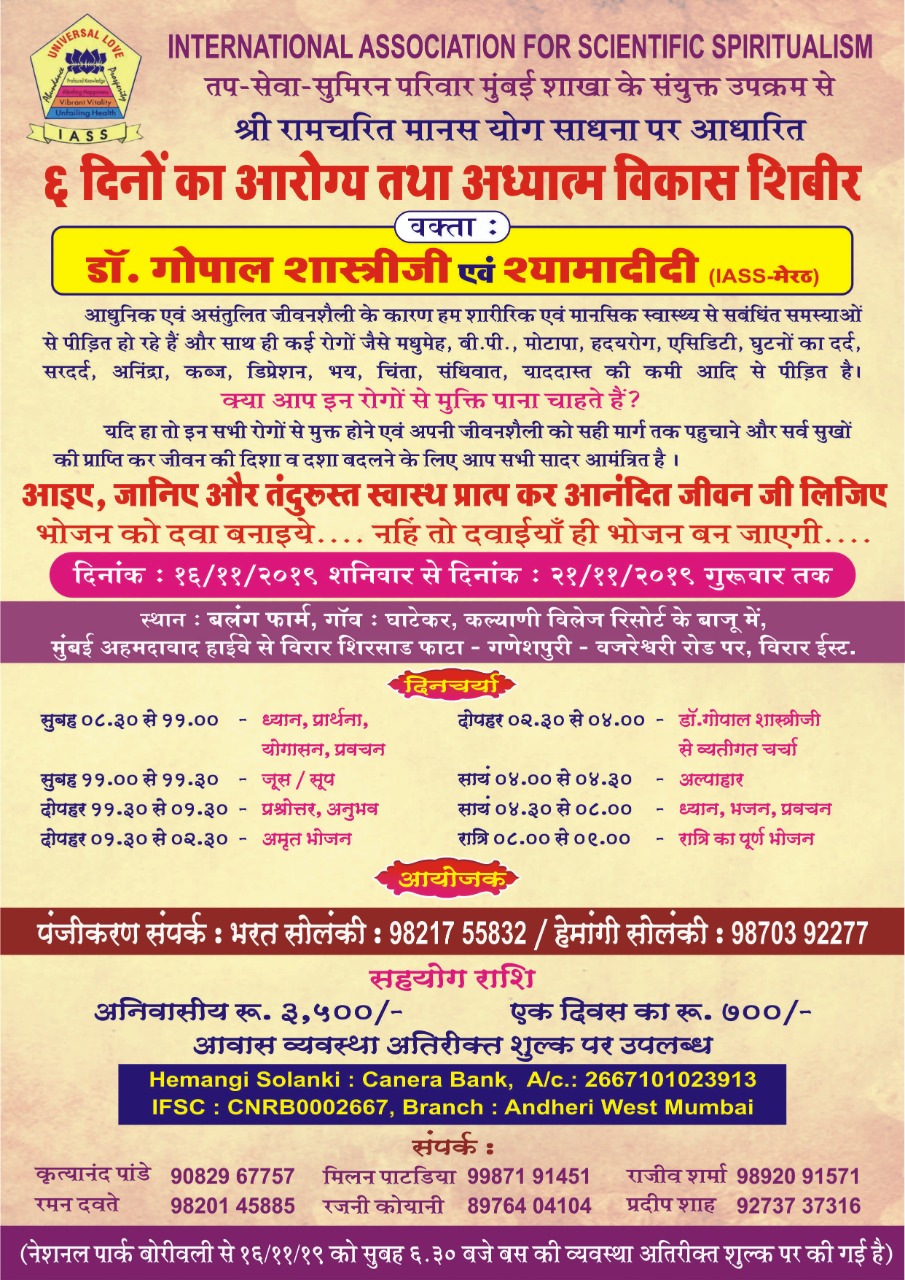 UNIVERSAL LOVE
Abundance
Prosperity
Profound Knowledge
Healing Happiness
Vibrant Vitality
Unfailing Health
IASS
INTERNATIONAL ASSOCIATION FOR SCIENTIFIC SPIRITUALISM
तप-सेवा-सुमिरन परिवार मुंबई शाखा के संयुक्त उपक्रम से
श्री रामचरित मानस योग साधना पर आधारित
६ दिनों का आरोग्य तथा अध्यात्म विकास शिबीर
वक्ता :
डॉ. गोपाल शास्त्रीजी एवं श्यामादीदी (IASS-मेरठ)
आधुनिक एवं असंतुलित जीवनशैली के कारण हम शारीरिक एवं मानसिक स्वास्थ्य से सबंधित समस्याओं
से पीड़ित हो रहे हैं और साथ ही कई रोगों जैसे मधुमेह, बी.पी., मोटापा, हदयरोग, एसिडिटी, घुटनों का दर्द,
सरदर्द, अनिंद्रा, कब्ज, डिप्रेशन, भय, चिंता, संधिवात, याददास्त की कमी आदि से पीड़ित है।
क्या आप इन रोगों से मुक्ति पाना चाहते हैं?
यदि हा तो इन सभी रोगों से मुक्त होने एवं अपनी जीवनशैली को सही मार्ग तक पहुचाने और सर्व सुखों
की प्राप्ति कर जीवन की दिशा व दशा बदलने के लिए आप सभी सादर आमंत्रित है ।
आइए, जानिए और तंदुरूस्त स्वास्थ प्रात्प कर आनंदित जीवन जी लिजिए
भोजन को दवा बनाइये.... नहिं तो दवाईयाँ ही भोजन बन जाएगी....
दिनांक : १६/११/२०१९ शनिवार से दिनांक : २१/११/२०१९ गुरूवार तक
स्थान : बलंग फार्म, गाँव : घाटेकर, कल्याणी विलेज रिसोर्ट के बाजू में,
मुंबई अहमदावाद हाईवे से विरार शिरसाड फाटा - गणेशपुरी - वजरेश्वरी रोड पर, विरार ईस्ट.
दिनचर्या
सुबह ०८.३० से ११.०० - ध्यान, प्रार्थना,
योगासन, प्रवचन
सुबह ११.०० से ११.३० - जूस / सूप
दोपहर ११.३० से ०१.३० - प्रश्नोत्तर, अनुभव
दोपहर ०१.३० से ०२.३० - अमृत भोजन
दोपहर ०२.३० से ०४.०० - डॉ.गोपाल शास्त्रीजी
से व्यतीगत चर्चा
सायं ०४.०० से ०४.३० - अल्पाहार
सायं ०४.३० से ०८.०० - ध्यान, भजन, प्रवचन
रात्रि ०८.०० से ०९.०० - रात्रि का पूर्ण भोजन
आयोजक
पंजीकरण संपर्क : भरत सोलंकी : 98217 55832 / हेमांगी सोलंकी : 98703 92277
सहयोग राशि
अनिवासीय रू. ३,५००/- एक दिवस का रू. ७००/-
आवास व्यवस्था अतिरीक्त शुल्क पर उपलब्ध
Hemangi Solanki : Canera Bank, A/c.: 2667101023913
IFSC : CNRB0002667, Branch : Andheri West Mumbai
संपर्क :
कृत्यानंद पांडे 90829 67757 मिलन पाटडिया 99871 91451 राजीव शर्मा 98920 91571
रमन दवते 98201 45885 रजनी कोयानी 89764 04104 प्रदीप शाह 92737 37316
(नेशनल पार्क बोरीवली से १६/११/१९ को सुबह ६.३० बजे बस की व्यवस्था अतिरीक्त शुल्क पर की गई है)